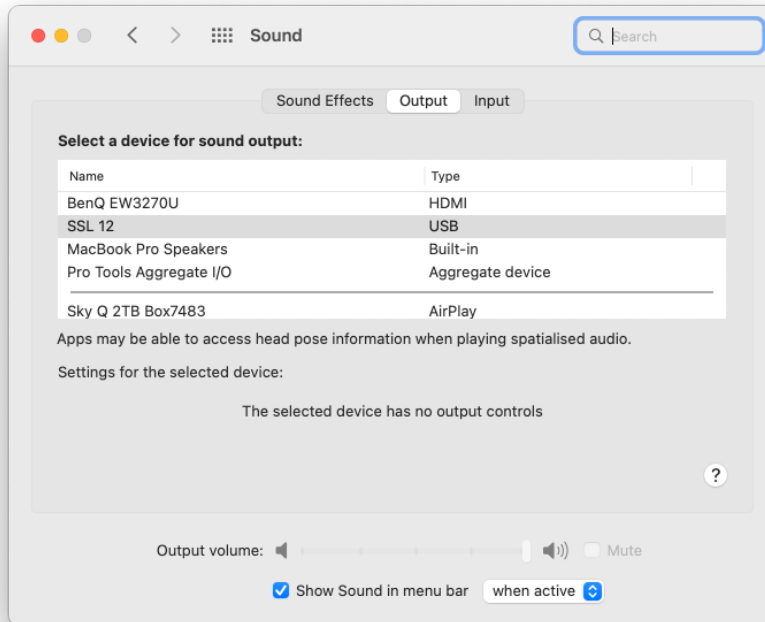 Sound
Search
Sound Effects Output Input
Select a device for sound output:
Name Type
BenQ EW3270U HDMI
SSL 12 USB
MacBook Pro Speakers Built-in
Pro Tools Aggregate I/O Aggregate device
Sky Q 2TB Box7483 AirPlay
Apps may be able to access head pose information when playing spatialised audio.
Settings for the selected device:
The selected device has no output controls
?
Output volume: Mute
Show Sound in menu bar when active